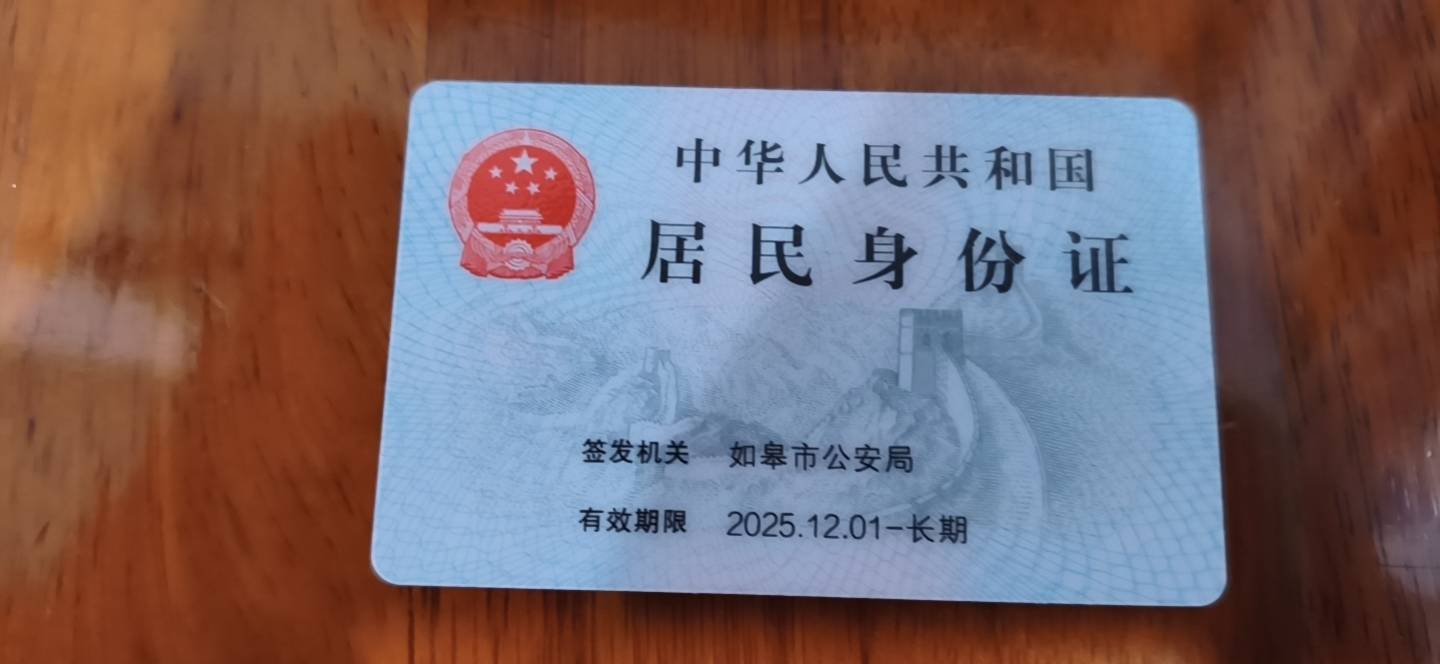 中华人民共和国
居民身份证
签发机关 如皋市公安局
有效期限 2025.12.01-长期